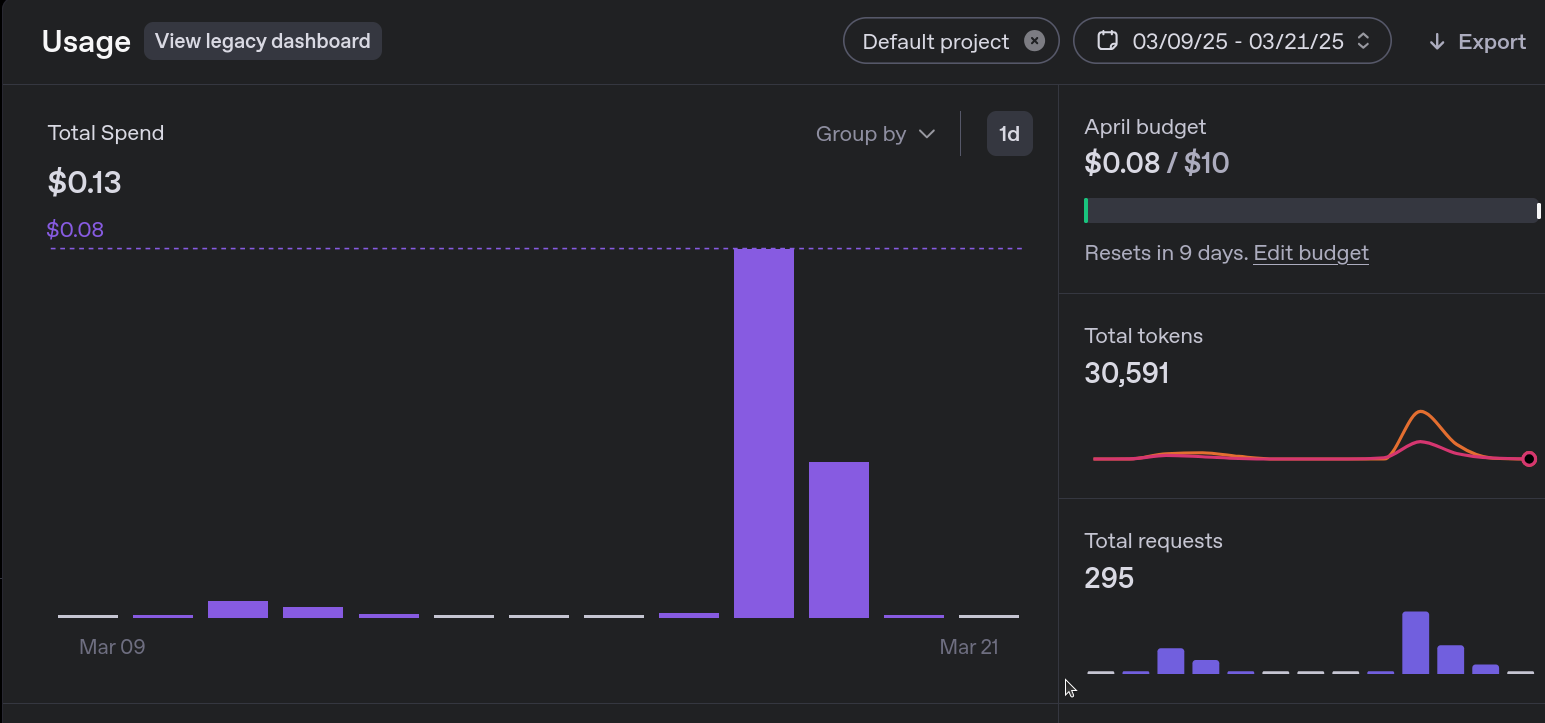 Usage
View legacy dashboard
Default project
03/09/25 - 03/21/25
Export
Total Spend
$0.13
Group by
1d
$0.08
Mar 09
Mar 21
April budget
$0.08 / $10
Resets in 9 days. Edit budget
Total tokens
30,591
Total requests
295